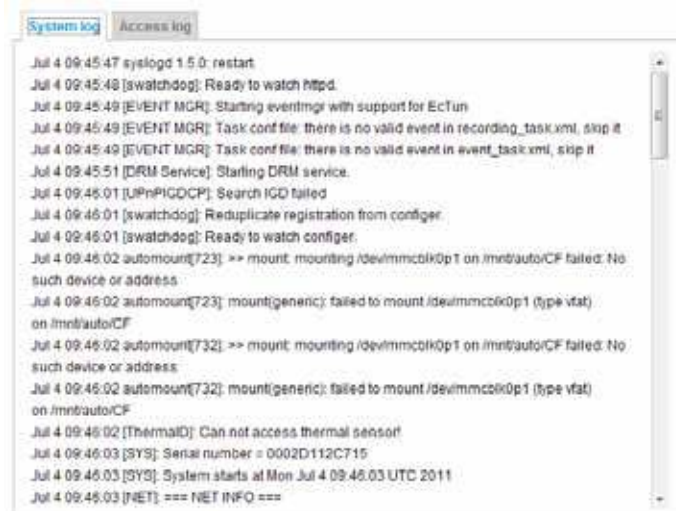 System log
Access log
Jul 4 09:45:47 syslogd 1.5.0: restart.
Jul 4 09:45:48 [swatchdog]: Ready to watch httpd.
Jul 4 09:45:49 [EVENT MGR]: Starting eventmgr with support for EcTun
Jul 4 09:45:49 [EVENT MGR]: Task conf file: there is no valid event in recording_task.xml, skip it
Jul 4 09:45:49 [EVENT MGR]: Task conf file: there is no valid event in event_task.xml, skip it
Jul 4 09:45:51 [DRM Service]: Starting DRM service.
Jul 4 09:46:01 [UPnPIGDCP]: Search IGD failed
Jul 4 09:46:01 [swatchdog]: Reduplicate registration from configer.
Jul 4 09:46:01 [swatchdog]: Ready to watch configer.
Jul 4 09:46:02 automount[723]: >> mount: mounting /dev/mmcblk0p1 on /mnt/auto/CF failed: No
such device or address
Jul 4 09:46:02 automount[723]: mount(generic): failed to mount /dev/mmcblk0p1 (type vfat)
on /mnt/auto/CF
Jul 4 09:46:02 automount[732]: >> mount: mounting /dev/mmcblk0p1 on /mnt/auto/CF failed: No
such device or address
Jul 4 09:46:02 automount[732]: mount(generic): failed to mount /dev/mmcblk0p1 (type vfat)
on /mnt/auto/CF
Jul 4 09:46:02 [ThermalD]: Can not access thermal sensor!
Jul 4 09:46:03 [SYS]: Serial number = 0002D112C715
Jul 4 09:46:03 [SYS]: System starts at Mon Jul 4 09:46:03 UTC 2011
Jul 4 09:46:03 [NET]: === NET INFO ===